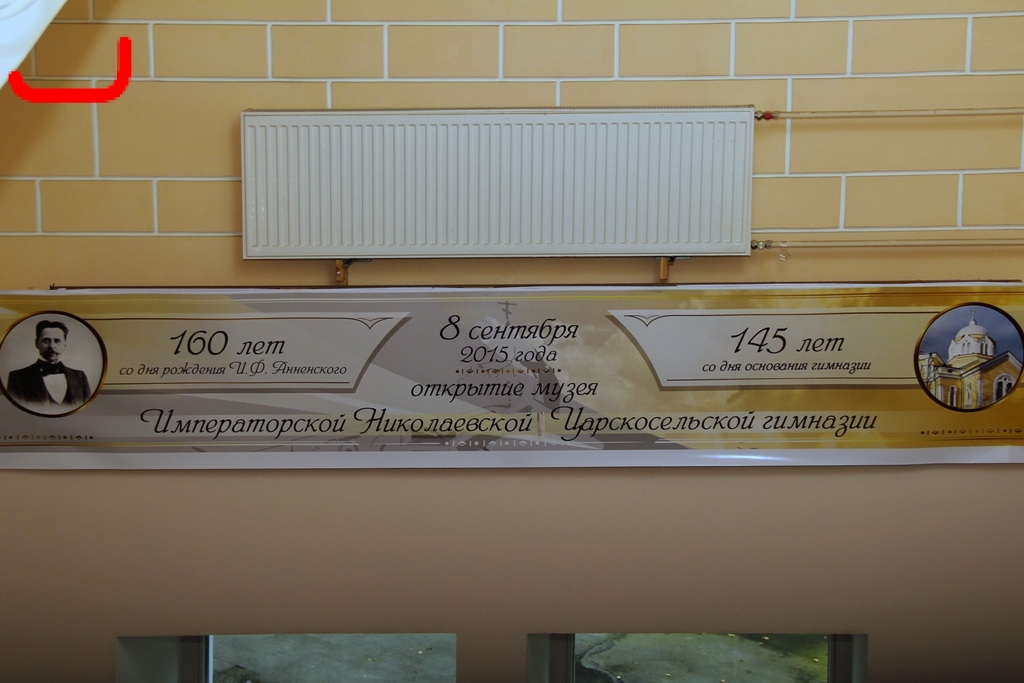 160 лет
со дня рождения И.Ф. Анненского
8 сентября
2015 года
открытие музея
Императорской Николаевской Царскосельской гимназии
145 лет
со дня основания гимназии